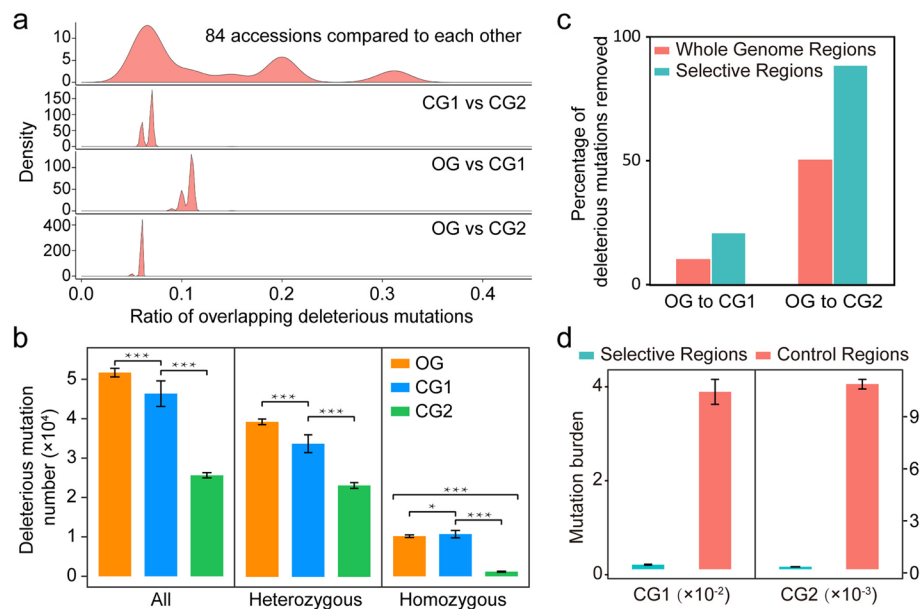 a
84 accessions compared to each other
10
5
0
CG1 vs CG2
150
100
50
0
OG vs CG1
100
50
0
OG vs CG2
400
200
0
Density
0.0 0.1 0.2 0.3 0.4
Ratio of overlapping deleterious mutations
c
100
50
0
Percentage of
deleterious mutations removed
Whole Genome Regions
Selective Regions
OG to CG1 OG to CG2
b
Deleterious mutation
number (×10⁴)
5
4
3
2
1
0
OG
CG1
CG2
*** ***
*** ***
***
* ***
All Heterozygous Homozygous
d
Selective Regions Control Regions
Mutation burden
4
2
0
9
6
3
0
CG1 (×10⁻²) CG2 (×10⁻³)